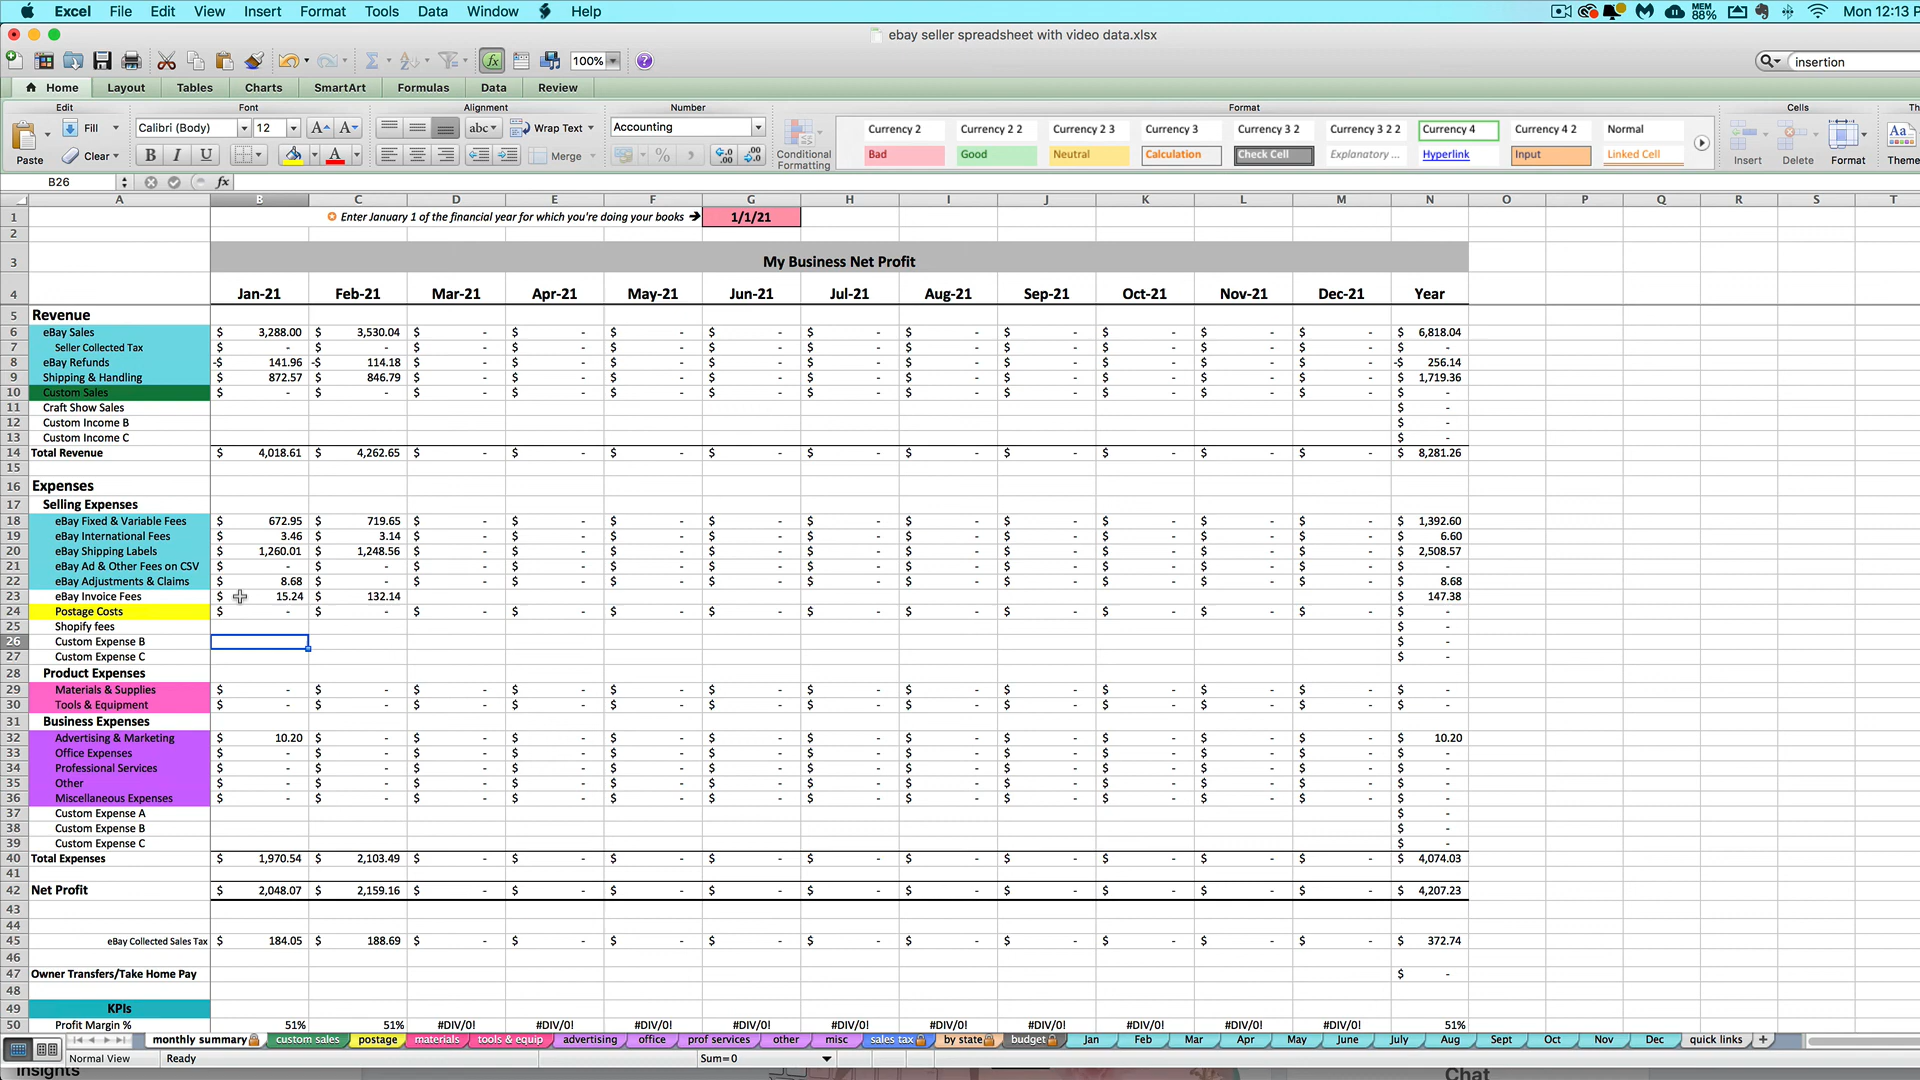 Excel File Edit View Insert Format Tools Data Window Help MEM 88% Mon 12:13 P
ebay seller spreadsheet with video data.xlsx
100% insertion
Home Layout Tables Charts SmartArt Formulas Data Review
Edit Font Alignment Number Format Cells Th
Fill Calibri (Body) 12 abc Wrap Text Accounting Currency 2 Currency 2 2 Currency 2 3 Currency 3 Currency 3 2 Currency 3 2 2 Currency 4 Currency 4 2 Normal
Paste Clear B I U Merge Conditional Formatting Bad Good Neutral Calculation Check Cell Explanatory ... Hyperlink Input Linked Cell Insert Delete Format Theme
B26 fx
A B C D E F G H I J K L M N O P Q R S T
1 Enter January 1 of the financial year for which you're doing your books → 1/1/21
2
3 My Business Net Profit
4 Jan-21 Feb-21 Mar-21 Apr-21 May-21 Jun-21 Jul-21 Aug-21 Sep-21 Oct-21 Nov-21 Dec-21 Year
5 Revenue
6 eBay Sales $ 3,288.00 $ 3,530.04 $ - $ - $ - $ - $ - $ - $ - $ - $ - $ - $ 6,818.04
7 Seller Collected Tax $ - $ - $ - $ - $ - $ - $ - $ - $ - $ - $ - $ - $ -
8 eBay Refunds -$ 141.96 -$ 114.18 $ - $ - $ - $ - $ - $ - $ - $ - $ - $ - -$ 256.14
9 Shipping & Handling $ 872.57 $ 846.79 $ - $ - $ - $ - $ - $ - $ - $ - $ - $ - $ 1,719.36
10 Custom Sales $ - $ - $ - $ - $ - $ - $ - $ - $ - $ - $ - $ - $ -
11 Craft Show Sales $ -
12 Custom Income B $ -
13 Custom Income C $ -
14 Total Revenue $ 4,018.61 $ 4,262.65 $ - $ - $ - $ - $ - $ - $ - $ - $ - $ - $ 8,281.26
15
16 Expenses
17 Selling Expenses
18 eBay Fixed & Variable Fees $ 672.95 $ 719.65 $ - $ - $ - $ - $ - $ - $ - $ - $ - $ - $ 1,392.60
19 eBay International Fees $ 3.46 $ 3.14 $ - $ - $ - $ - $ - $ - $ - $ - $ - $ - $ 6.60
20 eBay Shipping Labels $ 1,260.01 $ 1,248.56 $ - $ - $ - $ - $ - $ - $ - $ - $ - $ - $ 2,508.57
21 eBay Ad & Other Fees on CSV $ - $ - $ - $ - $ - $ - $ - $ - $ - $ - $ - $ - $ -
22 eBay Adjustments & Claims $ 8.68 $ - $ - $ - $ - $ - $ - $ - $ - $ - $ - $ - $ 8.68
23 eBay Invoice Fees $ 15.24 $ 132.14 $ 147.38
24 Postage Costs $ - $ - $ - $ - $ - $ - $ - $ - $ - $ - $ - $ - $ -
25 Shopify fees $ -
26 Custom Expense B $ -
27 Custom Expense C $ -
28 Product Expenses
29 Materials & Supplies $ - $ - $ - $ - $ - $ - $ - $ - $ - $ - $ - $ - $ -
30 Tools & Equipment $ - $ - $ - $ - $ - $ - $ - $ - $ - $ - $ - $ - $ -
31 Business Expenses
32 Advertising & Marketing $ 10.20 $ - $ - $ - $ - $ - $ - $ - $ - $ - $ - $ - $ 10.20
33 Office Expenses $ - $ - $ - $ - $ - $ - $ - $ - $ - $ - $ - $ - $ -
34 Professional Services $ - $ - $ - $ - $ - $ - $ - $ - $ - $ - $ - $ - $ -
35 Other $ - $ - $ - $ - $ - $ - $ - $ - $ - $ - $ - $ - $ -
36 Miscellaneous Expenses $ - $ - $ - $ - $ - $ - $ - $ - $ - $ - $ - $ - $ -
37 Custom Expense A $ -
38 Custom Expense B $ -
39 Custom Expense C $ -
40 Total Expenses $ 1,970.54 $ 2,103.49 $ - $ - $ - $ - $ - $ - $ - $ - $ - $ - $ 4,074.03
41
42 Net Profit $ 2,048.07 $ 2,159.16 $ - $ - $ - $ - $ - $ - $ - $ - $ - $ - $ 4,207.23
43
44
45 eBay Collected Sales Tax $ 184.05 $ 188.69 $ - $ - $ - $ - $ - $ - $ - $ - $ - $ - $ 372.74
46
47 Owner Transfers/Take Home Pay $ -
48
49 KPIs
50 Profit Margin % 51% 51% #DIV/0! #DIV/0! #DIV/0! #DIV/0! #DIV/0! #DIV/0! #DIV/0! #DIV/0! #DIV/0! #DIV/0! 51%
monthly summary custom sales postage materials tools & equip advertising office prof services other misc sales tax by state budget Jan Feb Mar Apr May June July Aug Sept Oct Nov Dec quick links +
Normal View Ready Sum=0
Insights Chat